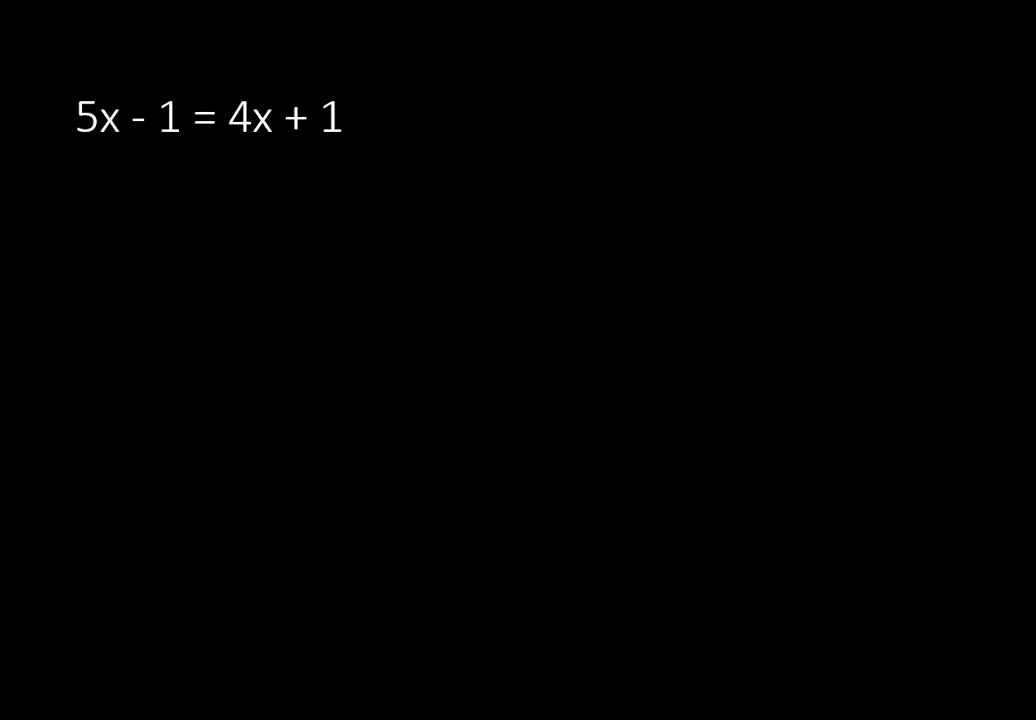 5x - 1 = 4x + 1